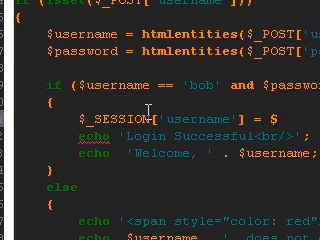 if (isset($_POST['username']))
{
$username = htmlentities($_POST['u
$password = htmlentities($_POST['p
if ($username == 'bob' and $passwo
{
$_SESSION['username'] = $
echo 'Login Successful<br/>';
echo 'Welcome, ' . $username;
}
else
{
echo '<span style="color: red"
echo $username . ' does not